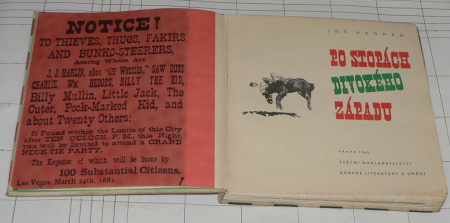 NOTICE!
TO THIEVES, THUGS, FAKIRS
AND BUNKO-STEERERS,
Among Whom Are
J. J. HARLIN, alias "OFF WHEELER," SAW DUST
CHARLIE, WM. HEDGES, BILLY THE KID,
Billy Mullin, Little Jack, The
Cuter, Pock-Marked Kid, and
about Twenty Others:
If Found within the Limits of this City
after TEN O'CLOCK P. M., this Night,
you will be Invited to attend a GRAND
NECK-TIE PARTY,
The Expense of which will be borne by
100 Substantial Citizens.
Las Vegas, March 24th, 1882.
JOE HAMMAN
PO STOPÁCH
DIVOKÉHO
ZÁPADU
PRAHA
STÁTNÍ NAKLADATELSTVÍ
KRÁSNÉ LITERATURY A UMĚNÍ